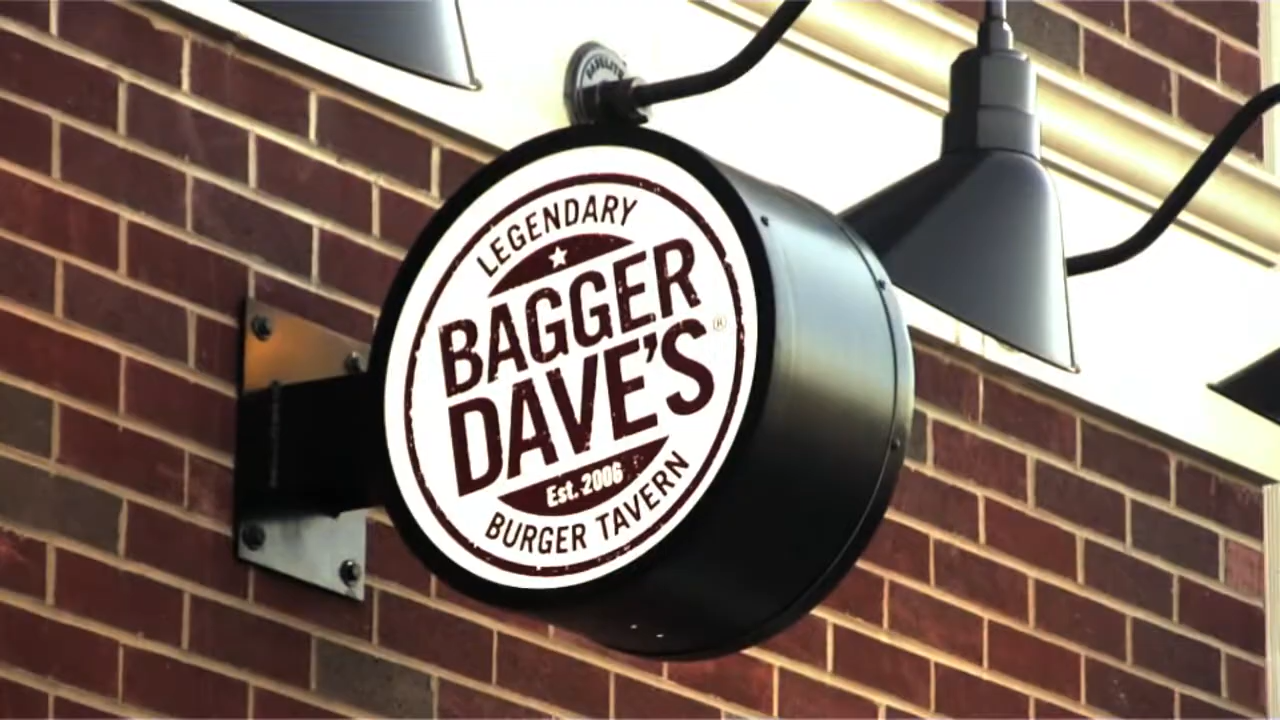 LEGENDARY
BAGGER
DAVE'S®
Est. 2006
BURGER TAVERN